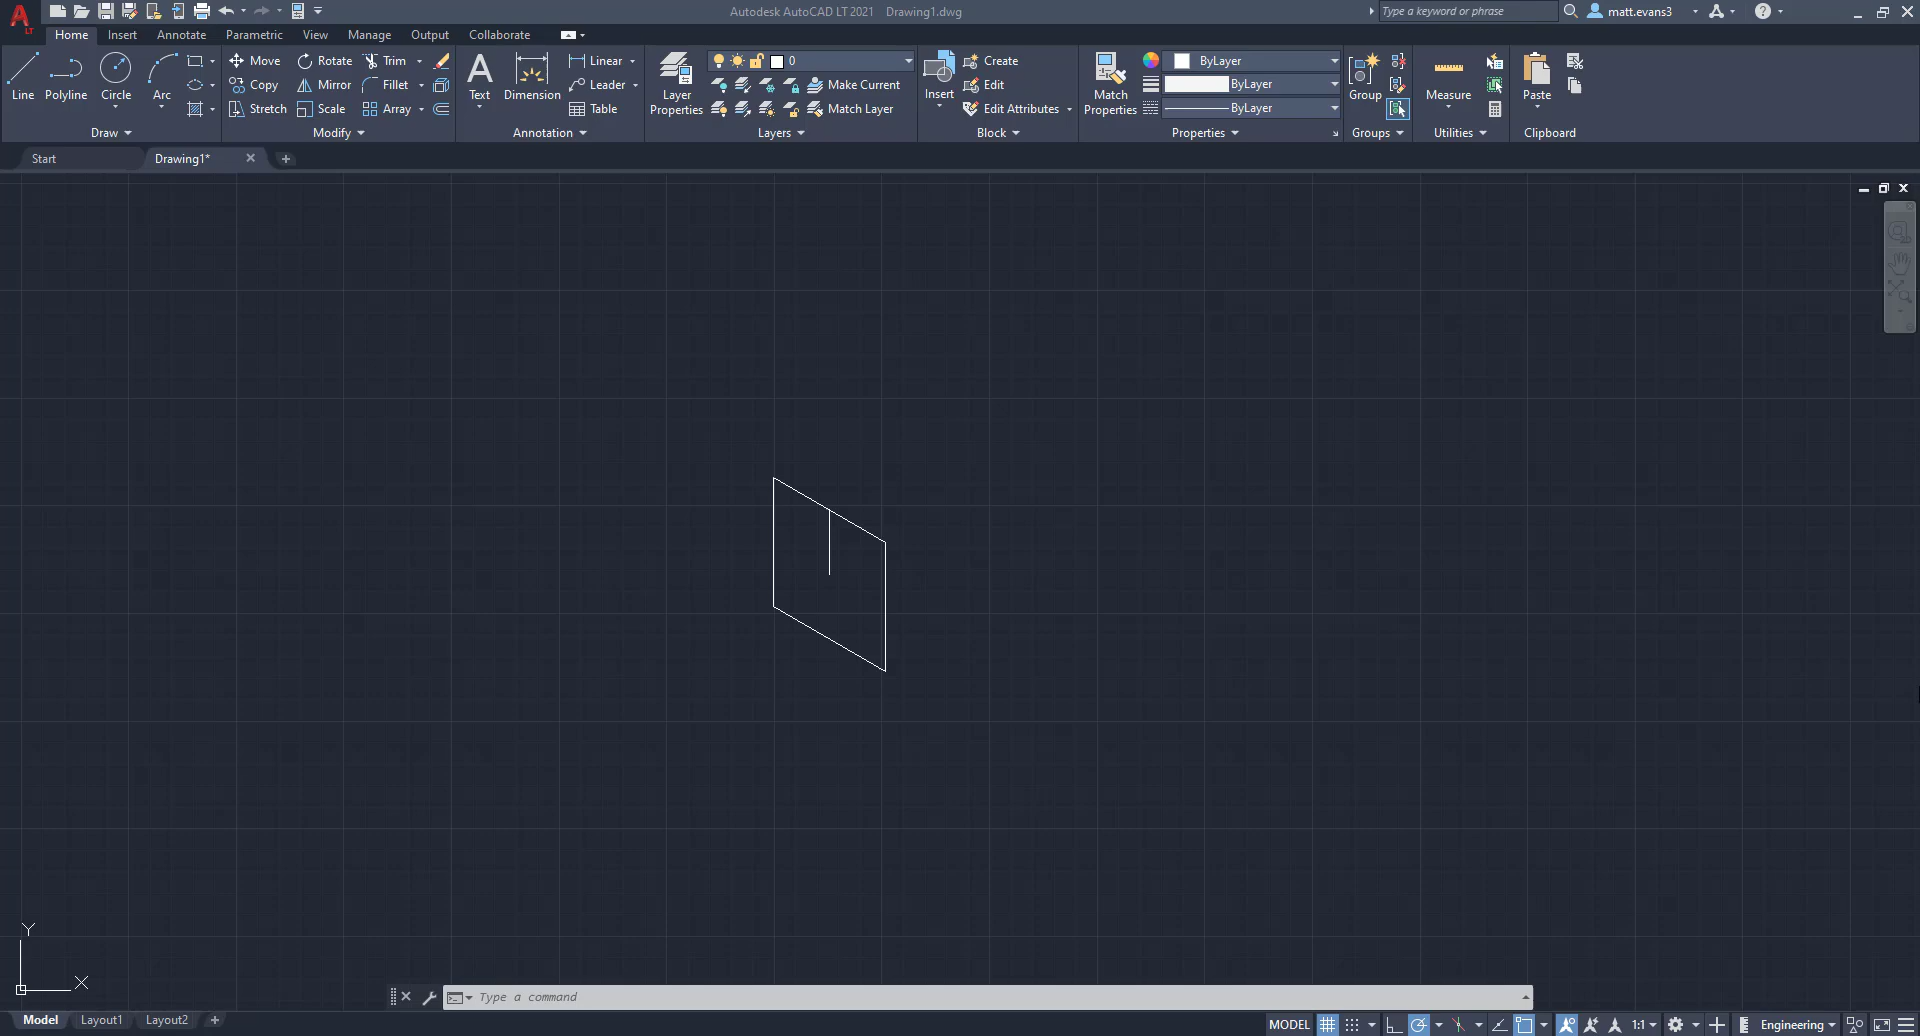 A LT Autodesk AutoCAD LT 2021 Drawing1.dwg Type a keyword or phrase matt.evans3
Home Insert Annotate Parametric View Manage Output Collaborate
Move Rotate Trim Linear 0 Create ByLayer
Line Polyline Circle Arc Copy Mirror Fillet A Text Dimension Leader Layer Properties Make Current Insert Edit Match Properties ByLayer Group Measure Paste
Stretch Scale Array Table Match Layer Edit Attributes ByLayer
Draw Modify Annotation Layers Block Properties Groups Utilities Clipboard
Start Drawing1*
Y
X
Type a command
Model Layout1 Layout2 MODEL 1:1 Engineering